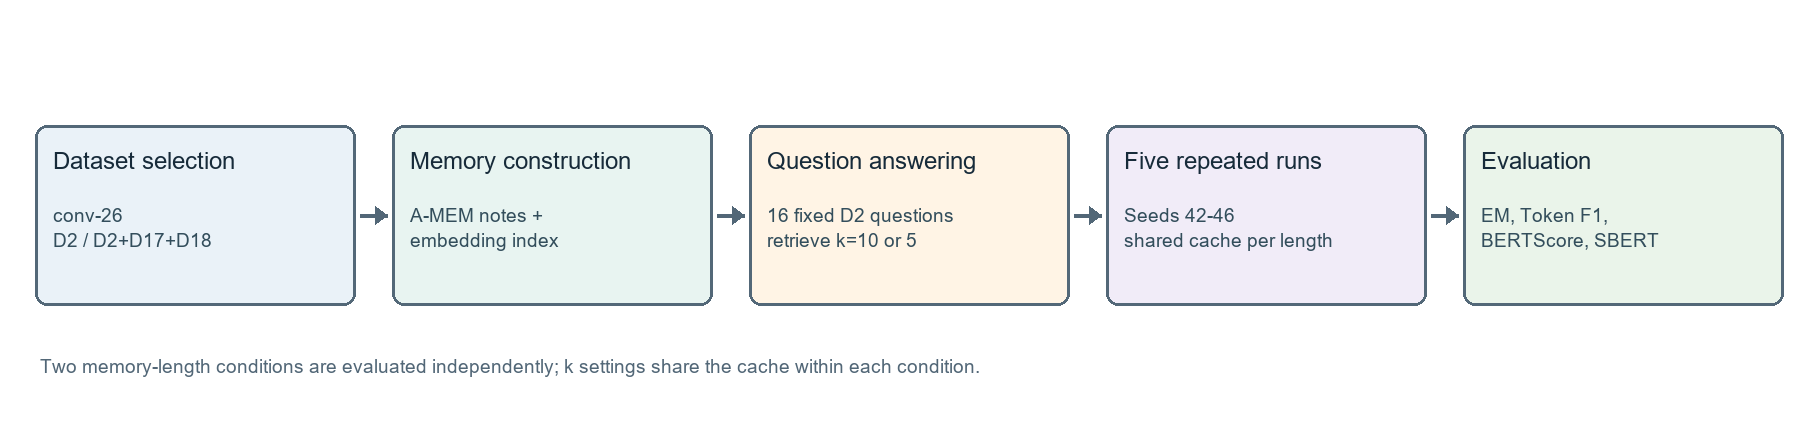 Dataset selection
conv-26
D2 / D2+D17+D18
Memory construction
A-MEM notes +
embedding index
Question answering
16 fixed D2 questions
retrieve k=10 or 5
Five repeated runs
Seeds 42-46
shared cache per length
Evaluation
EM, Token F1,
BERTScore, SBERT
Two memory-length conditions are evaluated independently; k settings share the cache within each condition.